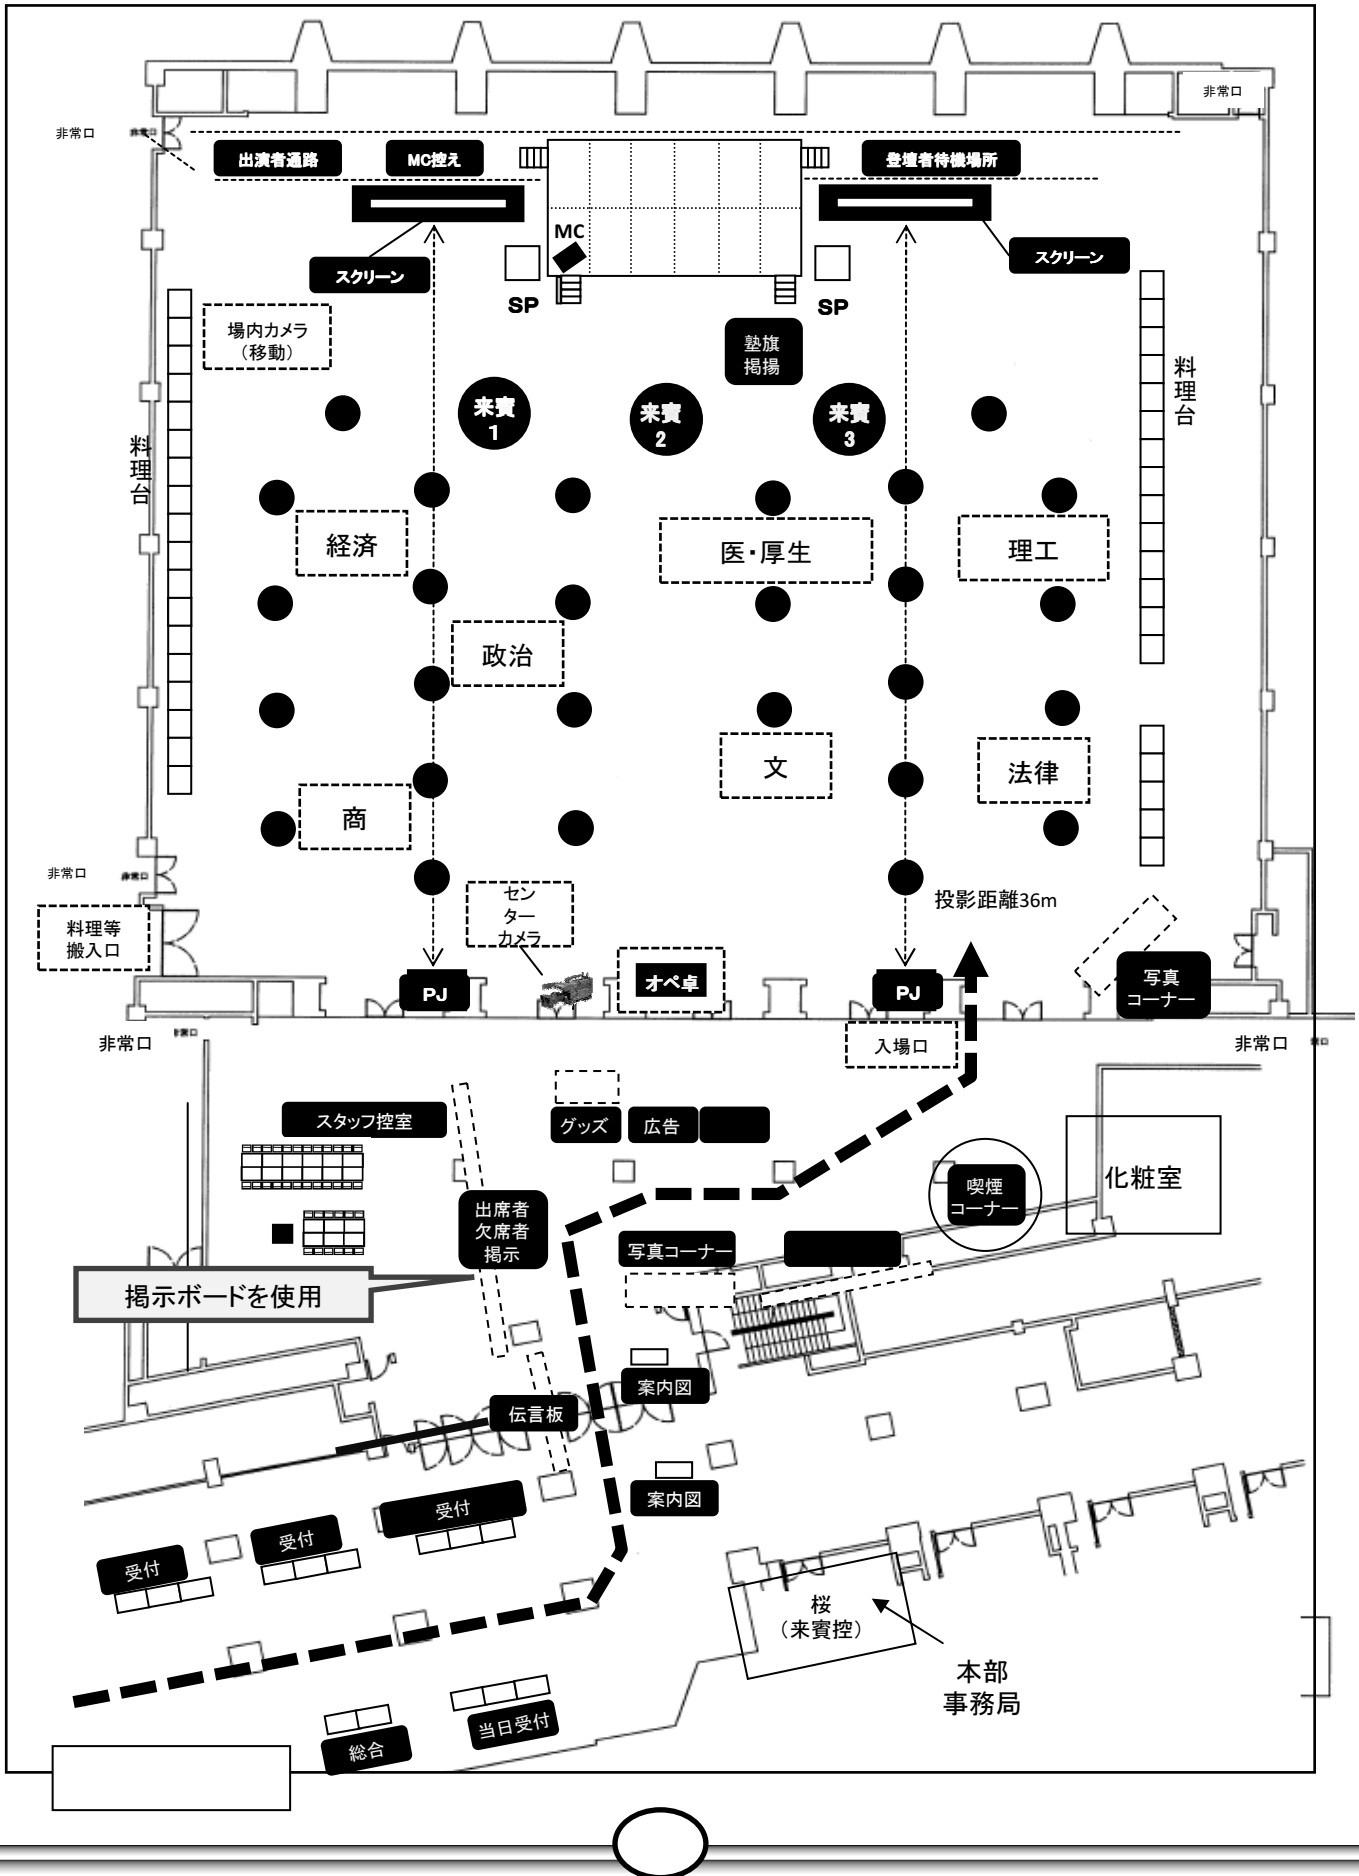 非常口
非常口
非常口
出演者通路
MC控え
登壇者待機場所
MC
スクリーン
スクリーン
SP
SP
場内カメラ
（移動）
塾旗
掲揚
料理台
料理台
来賓
1
来賓
2
来賓
3
経済
医・厚生
理工
政治
文
法律
商
非常口
非常口
センターカメラ
投影距離36m
料理等
搬入口
PJ
オペ卓
PJ
写真
コーナー
非常口
非常口
入場口
非常口
スタッフ控室
グッズ
広告
出席者
欠席者
掲示
喫煙
コーナー
化粧室
写真コーナー
掲示ボードを使用
案内図
伝言板
案内図
受付
受付
受付
桜
（来賓控）
本部
事務局
当日受付
総合